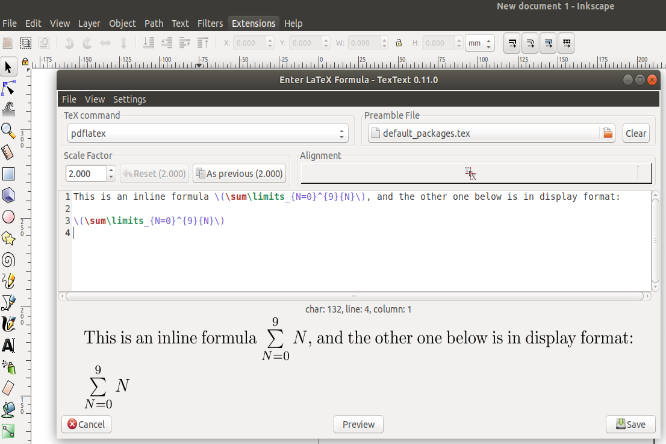 New document 1 - Inkscape
File Edit View Layer Object Path Text Filters Extensions Help
X: 0.000 Y: 0.000 W: 0.000 H: 0.000 mm
Enter LaTeX Formula - TexText 0.11.0
File View Settings
TeX command Preamble File
pdflatex default_packages.tex Clear
Scale Factor Alignment
2.000 Reset (2.000) As previous (2.000)
1 This is an inline formula \(\sum\limits_{N=0}^{9}{N}\), and the other one below is in display format:
2
3 \(\sum\limits_{N=0}^{9}{N}\)
4
char: 132, line: 4, column: 1
9
This is an inline formula ∑ N, and the other one below is in display format:
N=0
9
∑ N
N=0
Cancel Preview Save